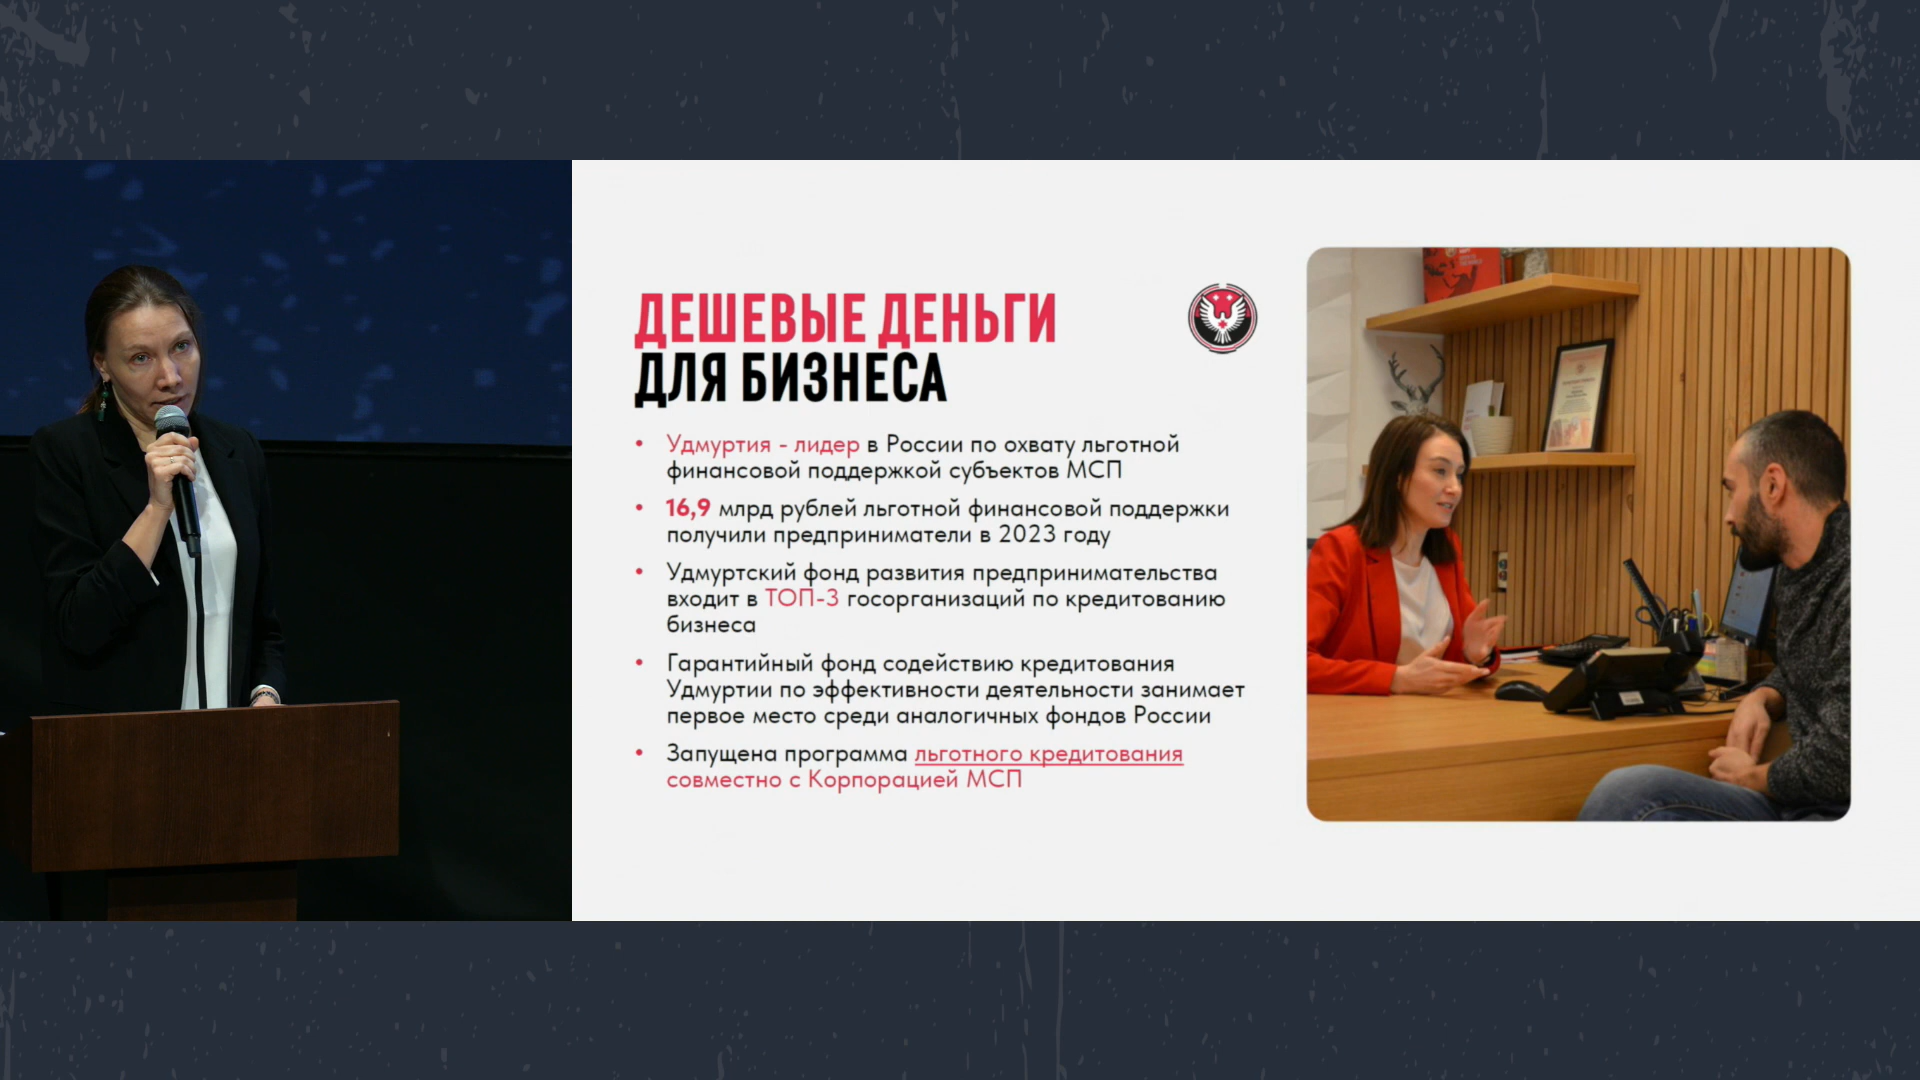 ДЕШЕВЫЕ ДЕНЬГИ
ДЛЯ БИЗНЕСА
• Удмуртия - лидер в России по охвату льготной
финансовой поддержкой субъектов МСП
• 16,9 млрд рублей льготной финансовой поддержки
получили предприниматели в 2023 году
• Удмуртский фонд развития предпринимательства
входит в ТОП-3 госорганизаций по кредитованию
бизнеса
• Гарантийный фонд содействию кредитования
Удмуртии по эффективности деятельности занимает
первое место среди аналогичных фондов России
• Запущена программа льготного кредитования
совместно с Корпорацией МСП